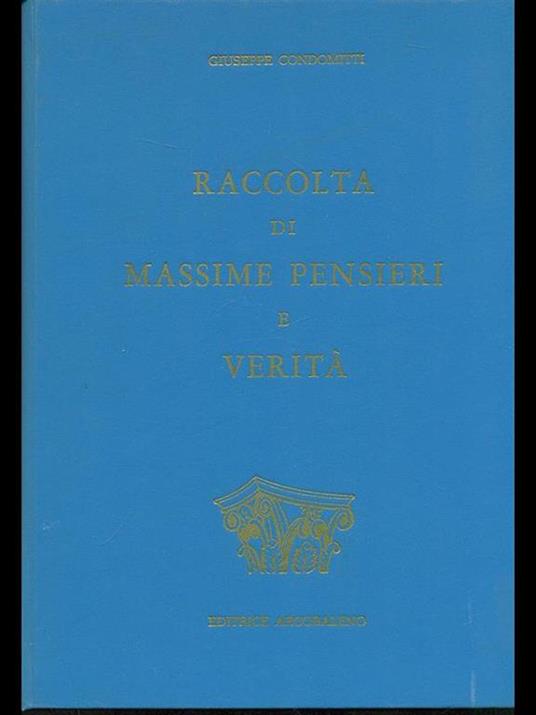 GIUSEPPE CONDOMITTI
RACCOLTA
DI
MASSIME PENSIERI
E
VERITÀ
EDITRICE ARCOBALENO